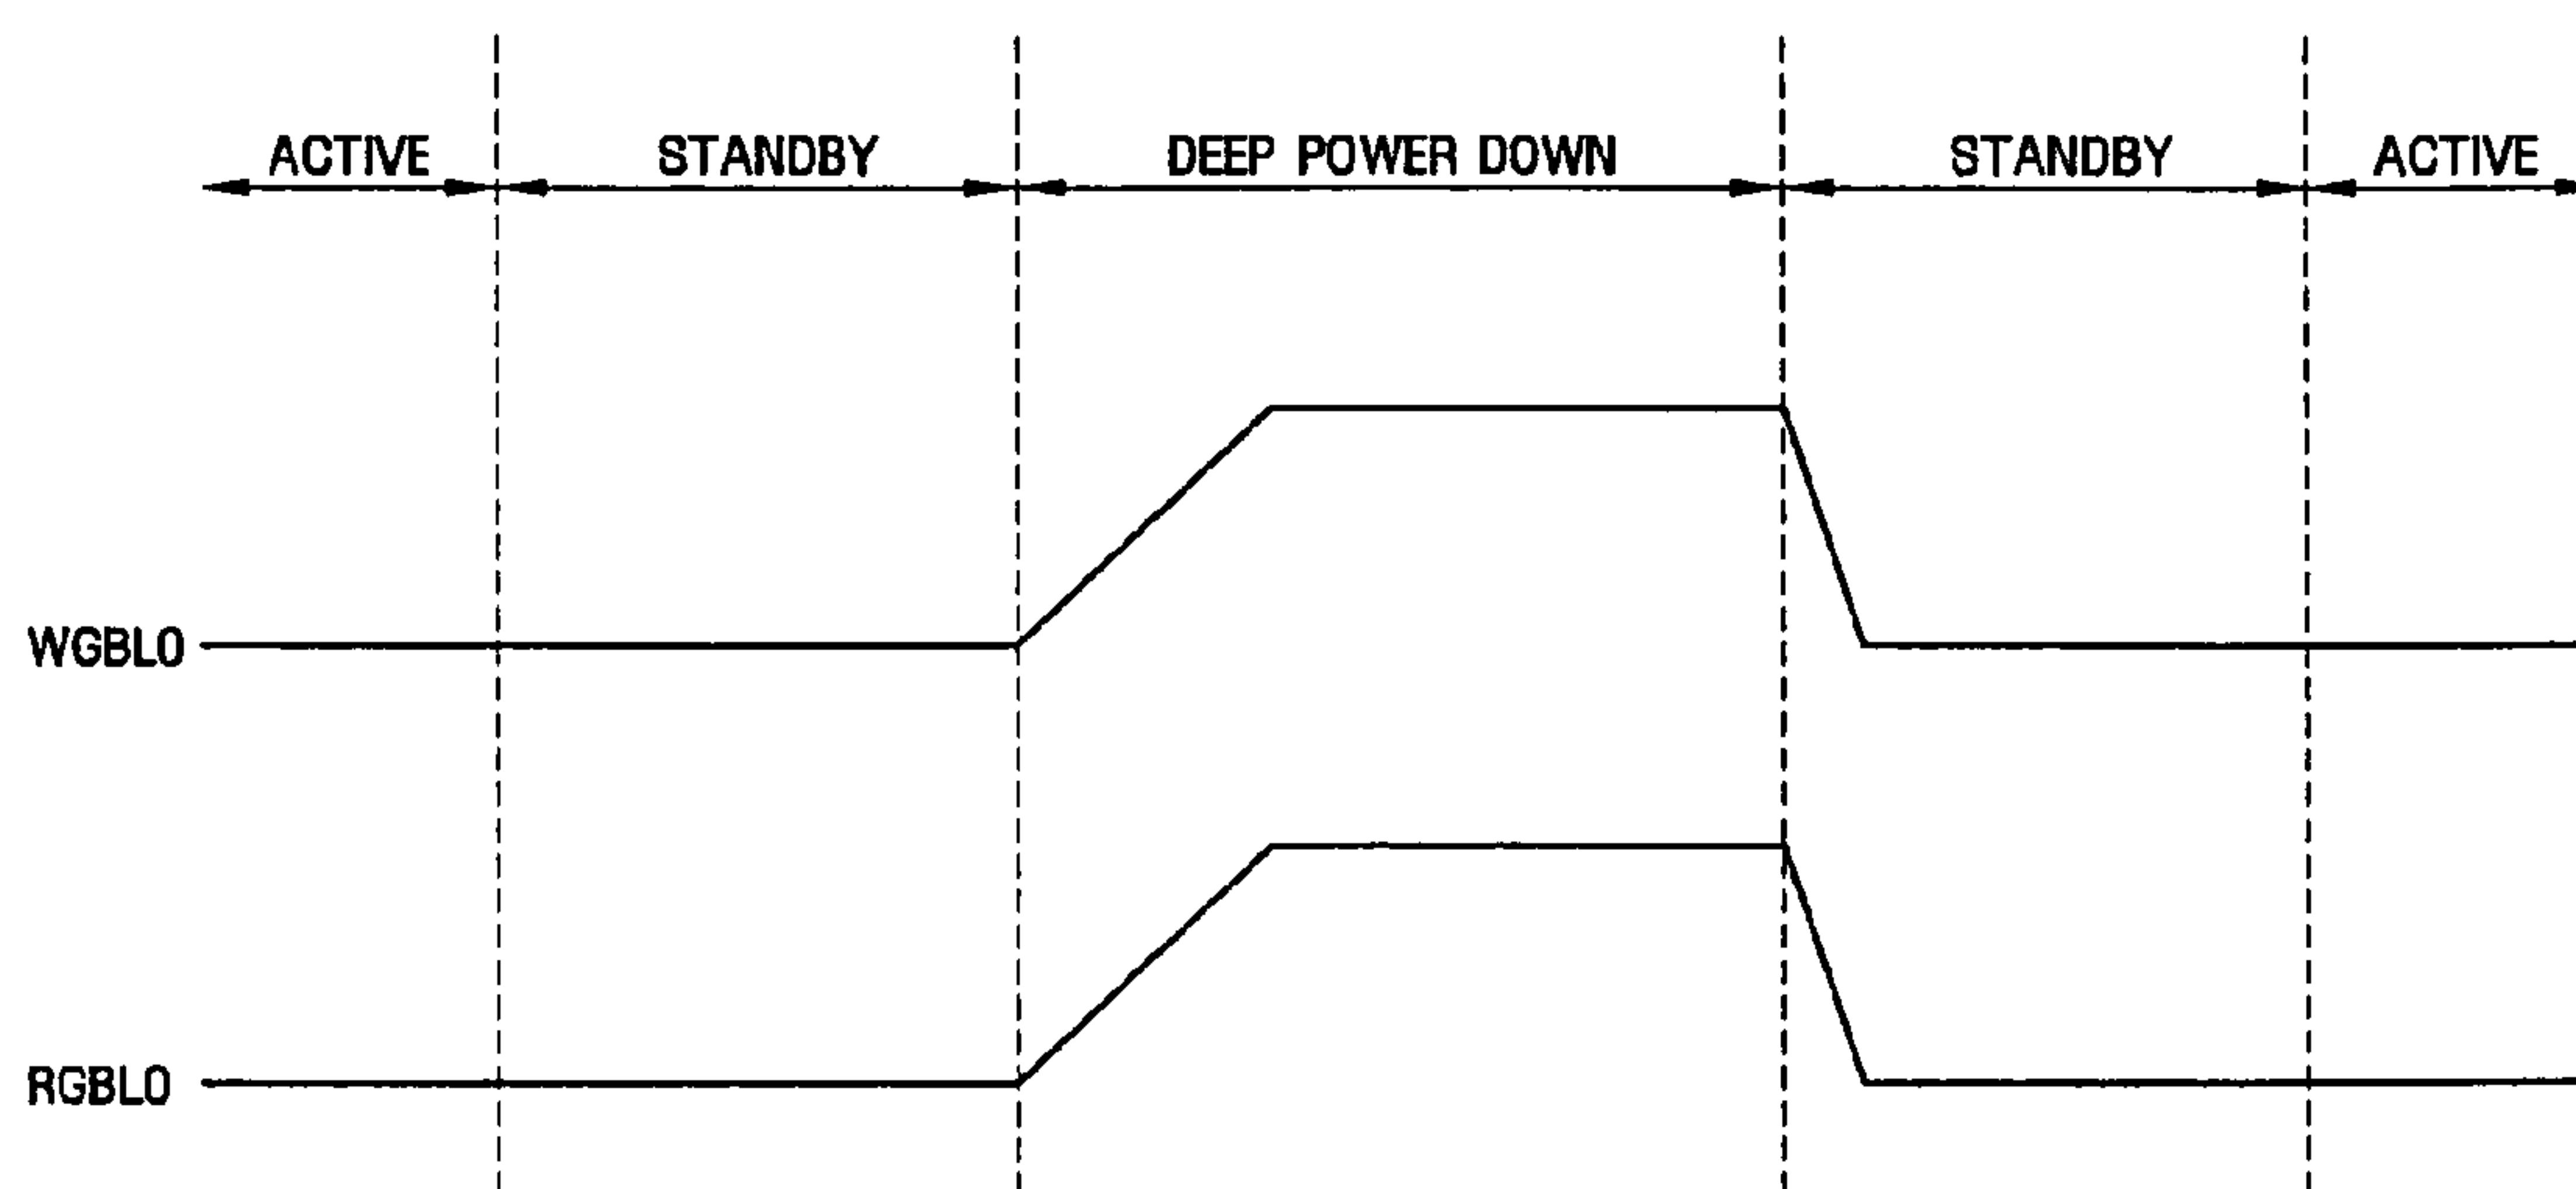 ACTIVE STANDBY DEEP POWER DOWN STANDBY ACTIVE
WGBL0
RGBL0